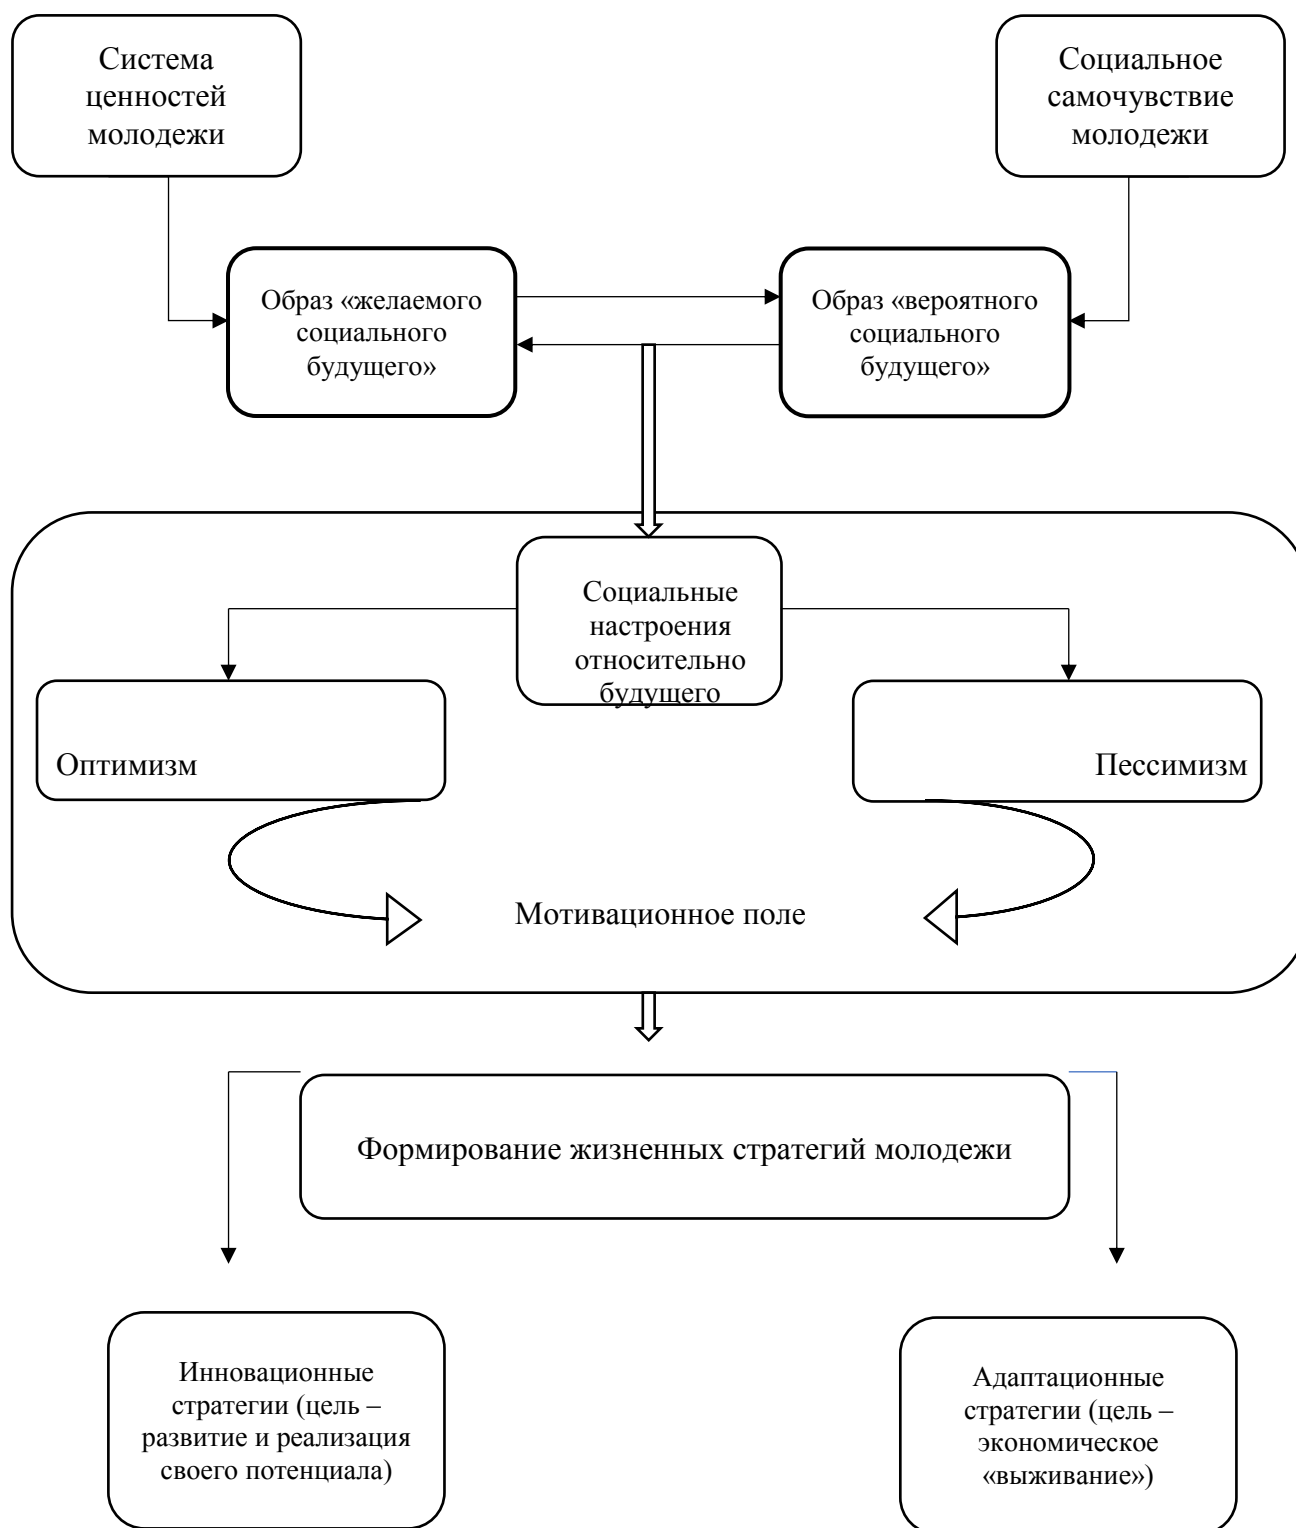 Система
ценностей
молодежи
Социальное
самочувствие
молодежи
Образ «желаемого
социального
будущего»
Образ «вероятного
социального
будущего»
Социальные
настроения
относительно
будущего
Оптимизм
Пессимизм
Мотивационное поле
Формирование жизненных стратегий молодежи
Инновационные
стратегии (цель –
развитие и реализация
своего потенциала)
Адаптационные
стратегии (цель –
экономическое
«выживание»)